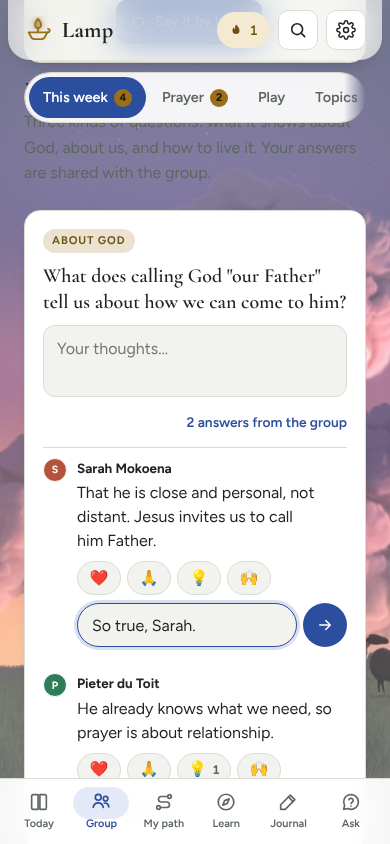 Lamp
Say it by
1
This week 4
Prayer 2
Play
Topics
Three kinds of questions: what it shows about
God, about us, and how to live it. Your answers
are shared with the group.
ABOUT GOD
What does calling God "our Father"
tell us about how we can come to him?
Your thoughts...
2 answers from the group
S
Sarah Mokoena
That he is close and personal, not
distant. Jesus invites us to call
him Father.
So true, Sarah.
P
Pieter du Toit
He already knows what we need, so
prayer is about relationship.
1
Today
Group
My path
Learn
Journal
Ask